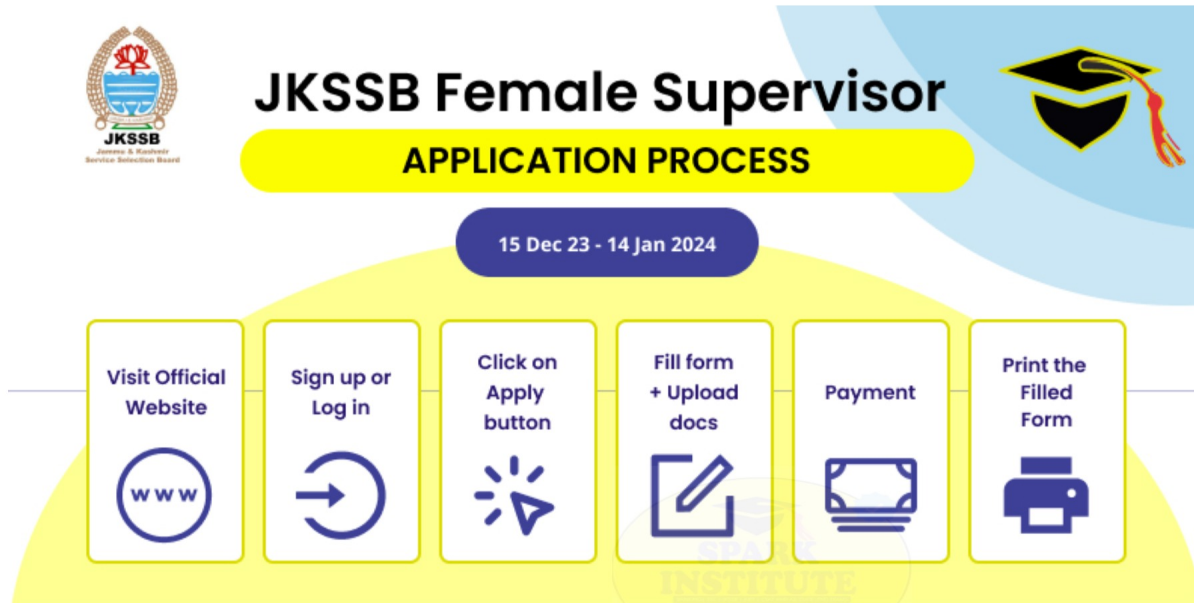 JKSSB
Jammu & Kashmir
Service Selection Board
JKSSB Female Supervisor
APPLICATION PROCESS
15 Dec 23 - 14 Jan 2024
Visit Official
Website
www
Sign up or
Log in
Click on
Apply
button
Fill form
+ Upload
docs
Payment
Print the
Filled
Form
SPARK
INSTITUTE